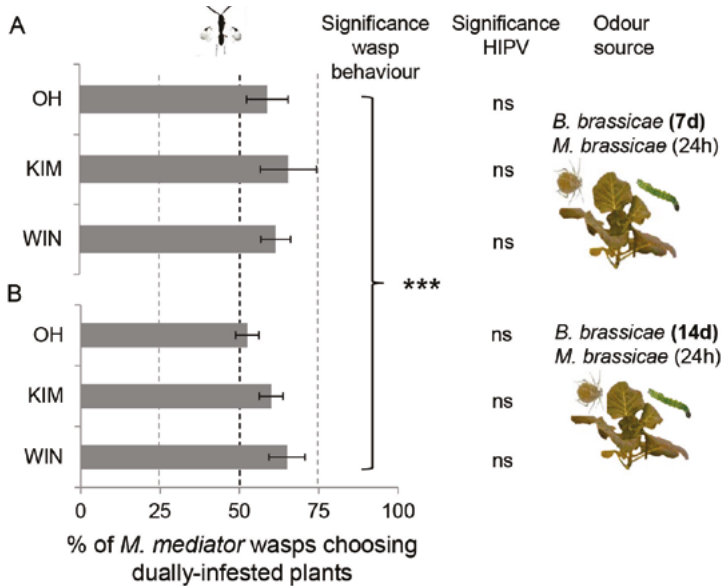 A
Significance
wasp
behaviour
Significance
HIPV
Odour
source
OH
ns
B. brassicae (7d)
M. brassicae (24h)
KIM
ns
WIN
ns
***
B
OH
ns
B. brassicae (14d)
M. brassicae (24h)
KIM
ns
WIN
ns
0 25 50 75 100
% of M. mediator wasps choosing
dually-infested plants